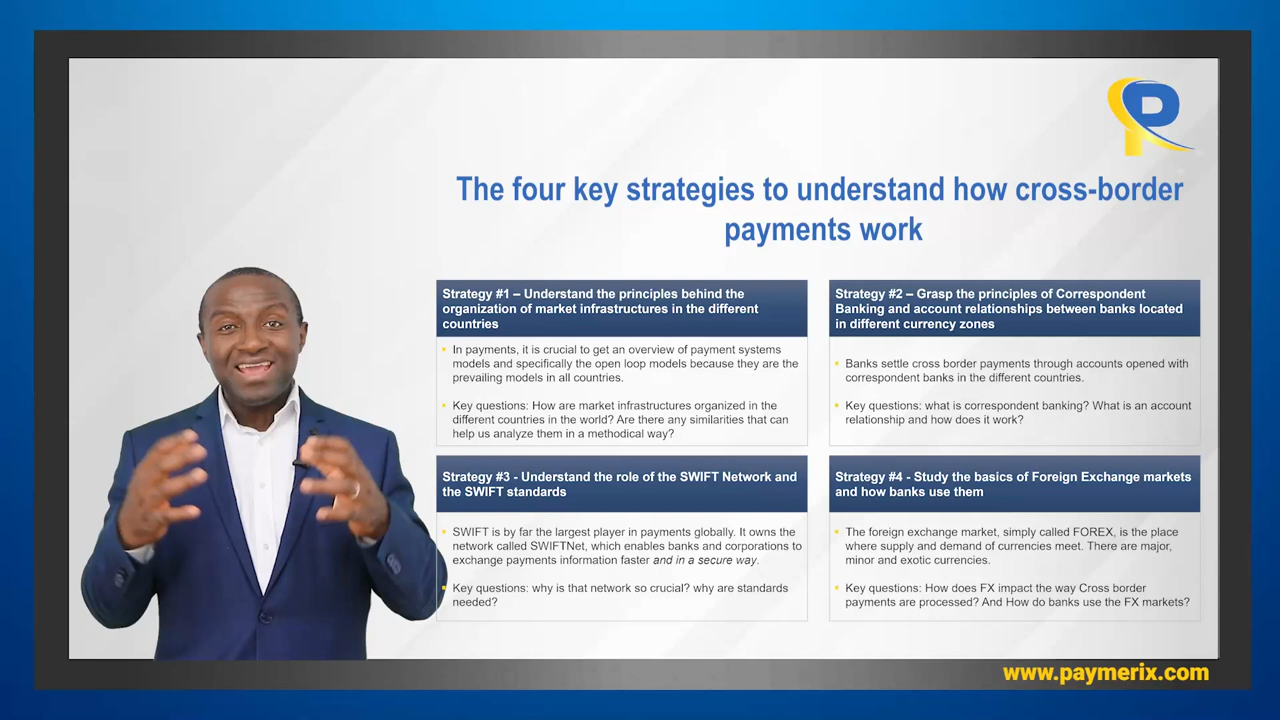 The four key strategies to understand how cross-border
payments work
Strategy #1 – Understand the principles behind the
organization of market infrastructures in the different
countries
▪ In payments, it is crucial to get an overview of payment systems
models and specifically the open loop models because they are the
prevailing models in all countries.
▪ Key questions: How are market infrastructures organized in the
different countries in the world? Are there any similarities that can
help us analyze them in a methodical way?
Strategy #2 – Grasp the principles of Correspondent
Banking and account relationships between banks located
in different currency zones
▪ Banks settle cross border payments through accounts opened with
correspondent banks in the different countries.
▪ Key questions: what is correspondent banking? What is an account
relationship and how does it work?
Strategy #3 - Understand the role of the SWIFT Network and
the SWIFT standards
▪ SWIFT is by far the largest player in payments globally. It owns the
network called SWIFTNet, which enables banks and corporations to
exchange payments information faster and in a secure way.
▪ Key questions: why is that network so crucial? why are standards
needed?
Strategy #4 - Study the basics of Foreign Exchange markets
and how banks use them
▪ The foreign exchange market, simply called FOREX, is the place
where supply and demand of currencies meet. There are major,
minor and exotic currencies.
▪ Key questions: How does FX impact the way Cross border
payments are processed? And How do banks use the FX markets?
www.paymerix.com